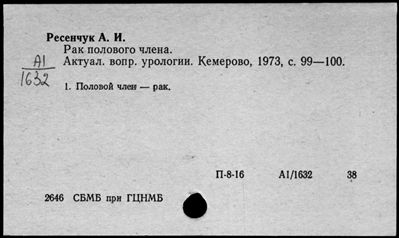 Ресенчук А. И.
Рак полового члена.
Актуал. вопр. урологии. Кемерово, 1973, с. 99—100.
А1
1632
1. Половой член — рак.
П-8-16 А1/1632 38
2646 СБМБ при ГЦНМБ